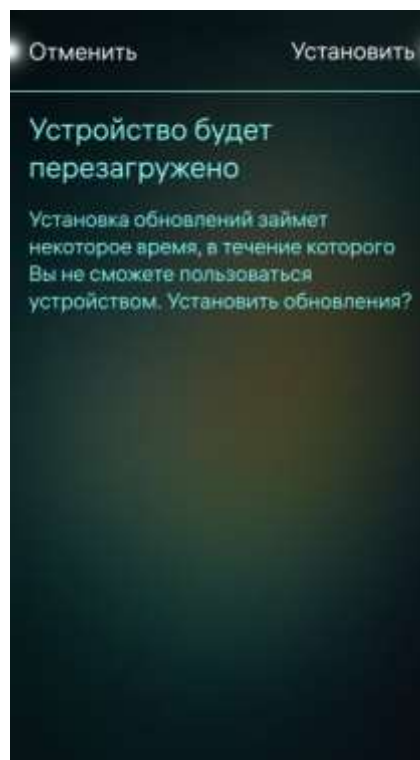 Отменить Установить
Устройство будет
перезагружено
Установка обновлений займет
некоторое время, в течение которого
Вы не сможете пользоваться
устройством. Установить обновления?